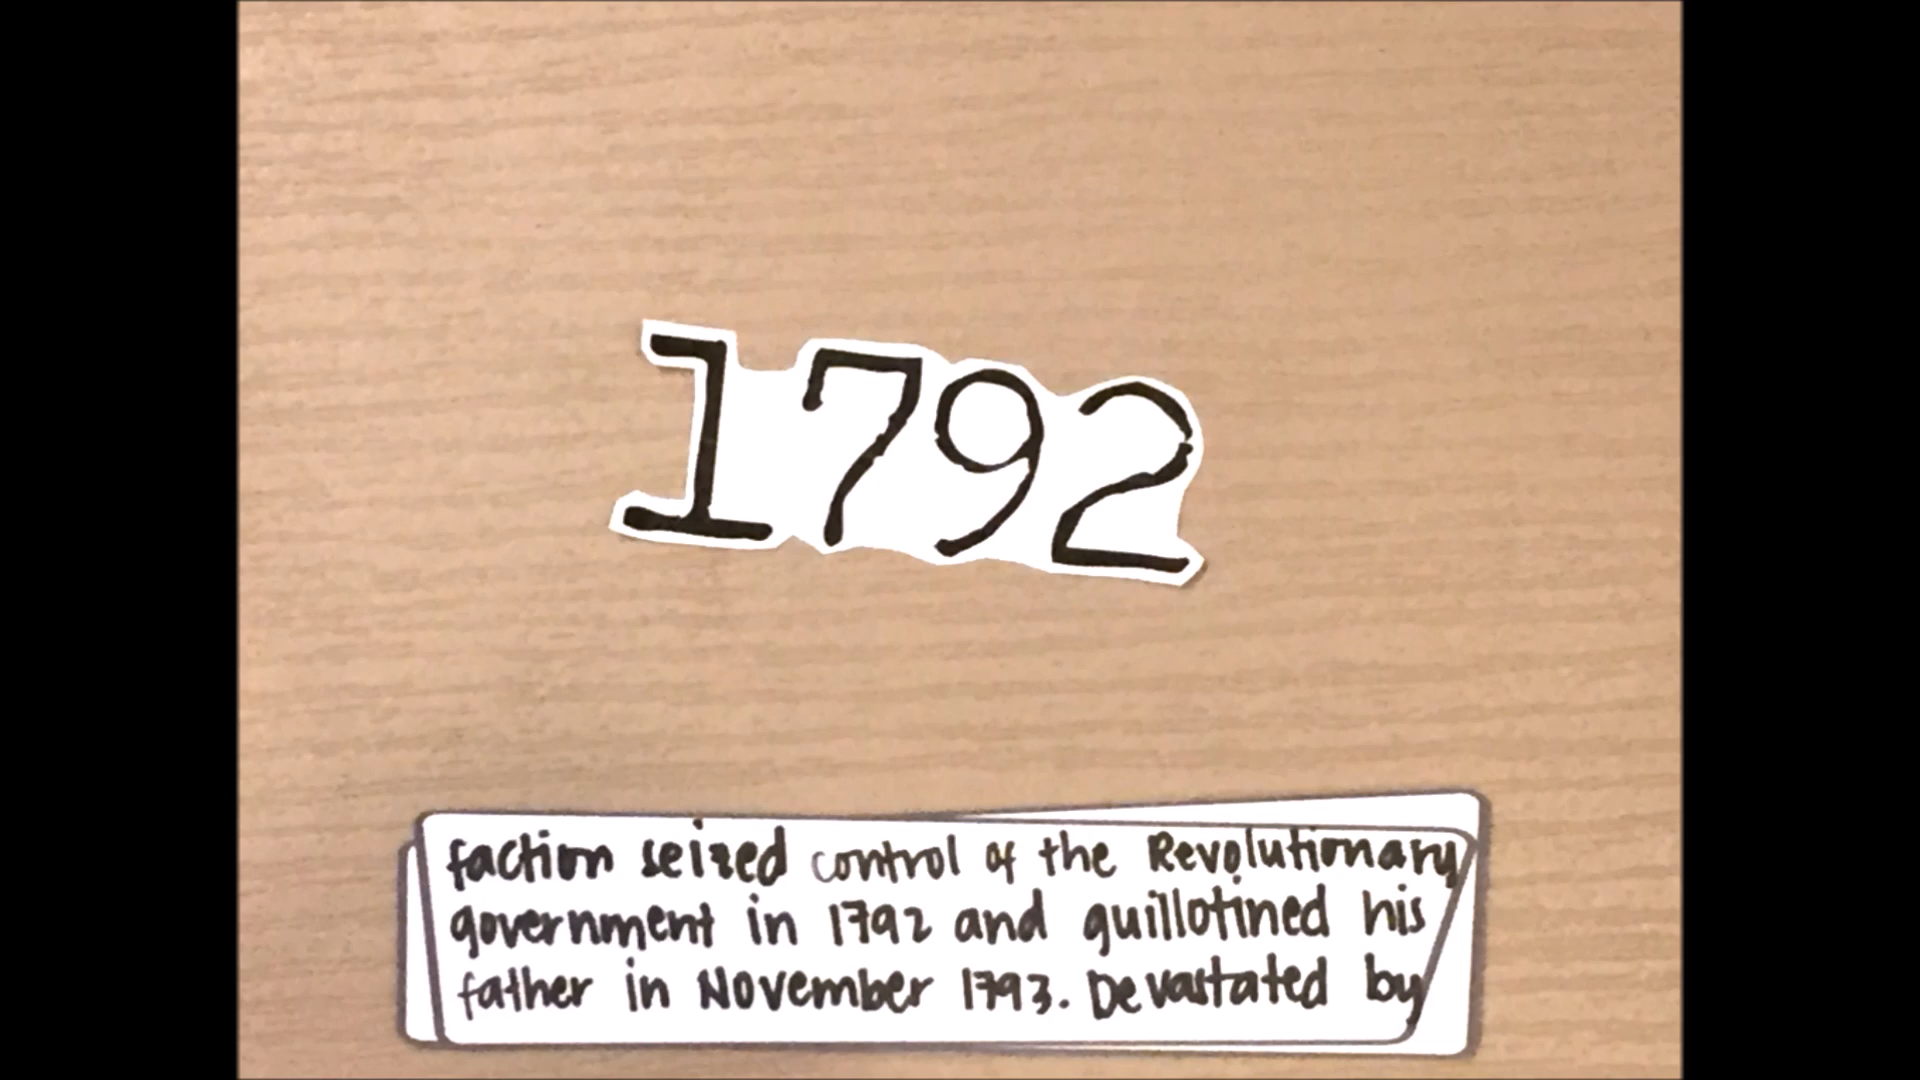 1792
faction seized control of the Revolutionary
government in 1792 and guillotined his
father in November 1793. Devastated by